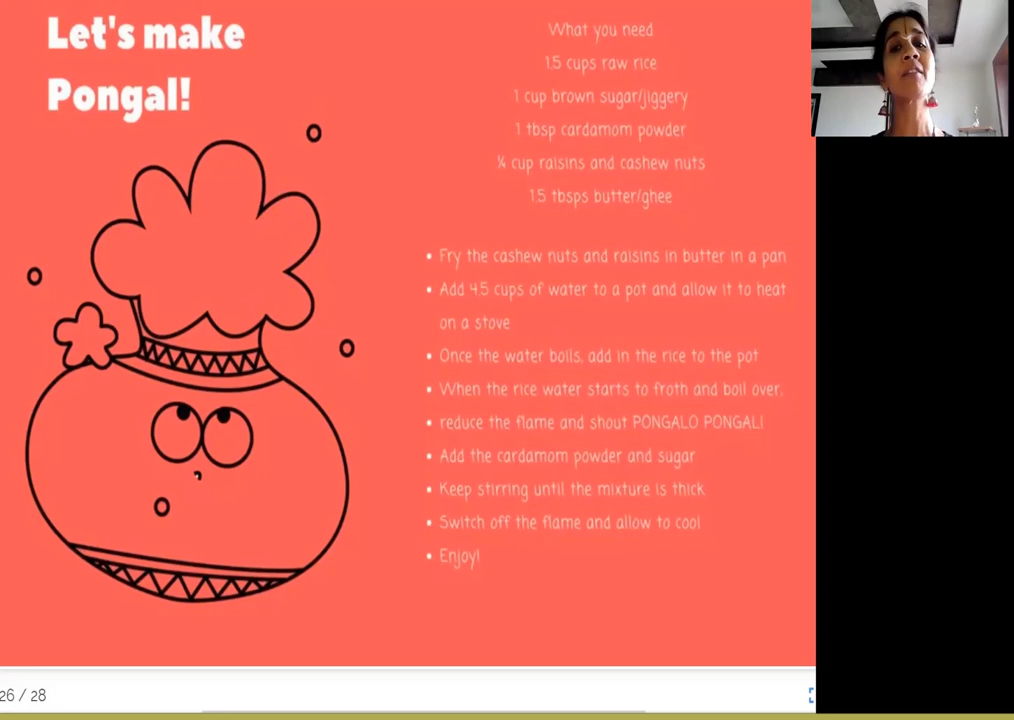 Let's make
Pongal!
What you need
1.5 cups raw rice
1 cup brown sugar/jiggery
1 tbsp cardamom powder
¼ cup raisins and cashew nuts
1.5 tbsps butter/ghee
• Fry the cashew nuts and raisins in butter in a pan
• Add 4.5 cups of water to a pot and allow it to heat
on a stove
• Once the water boils, add in the rice to the pot
• When the rice water starts to froth and boil over,
• reduce the flame and shout PONGALO PONGAL!
• Add the cardamom powder and sugar
• Keep stirring until the mixture is thick
• Switch off the flame and allow to cool
• Enjoy!
26 / 28